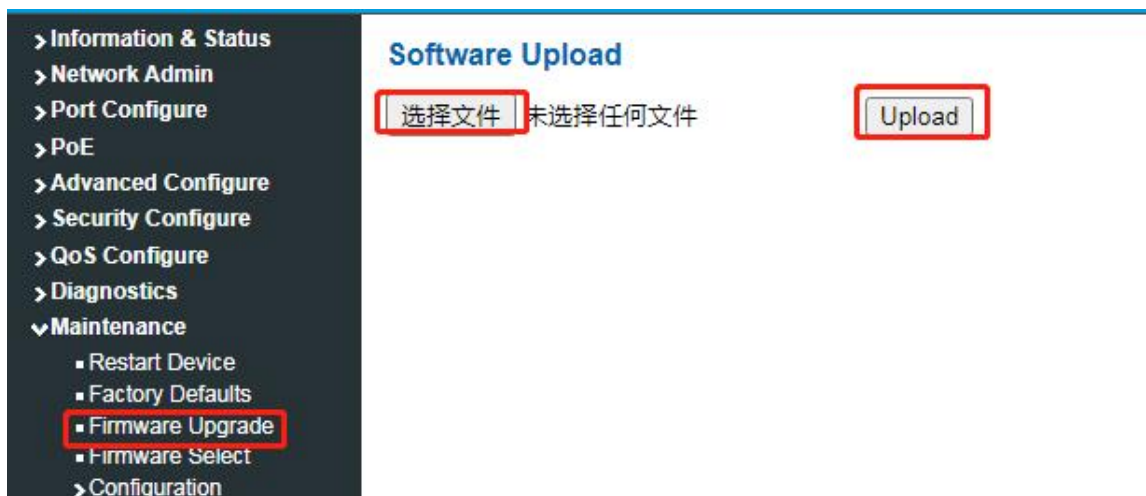 Information & Status
Network Admin
Port Configure
PoE
Advanced Configure
Security Configure
QoS Configure
Diagnostics
Maintenance
Restart Device
Factory Defaults
Firmware Upgrade
Firmware Select
Configuration
Software Upload
选择文件 未选择任何文件 Upload